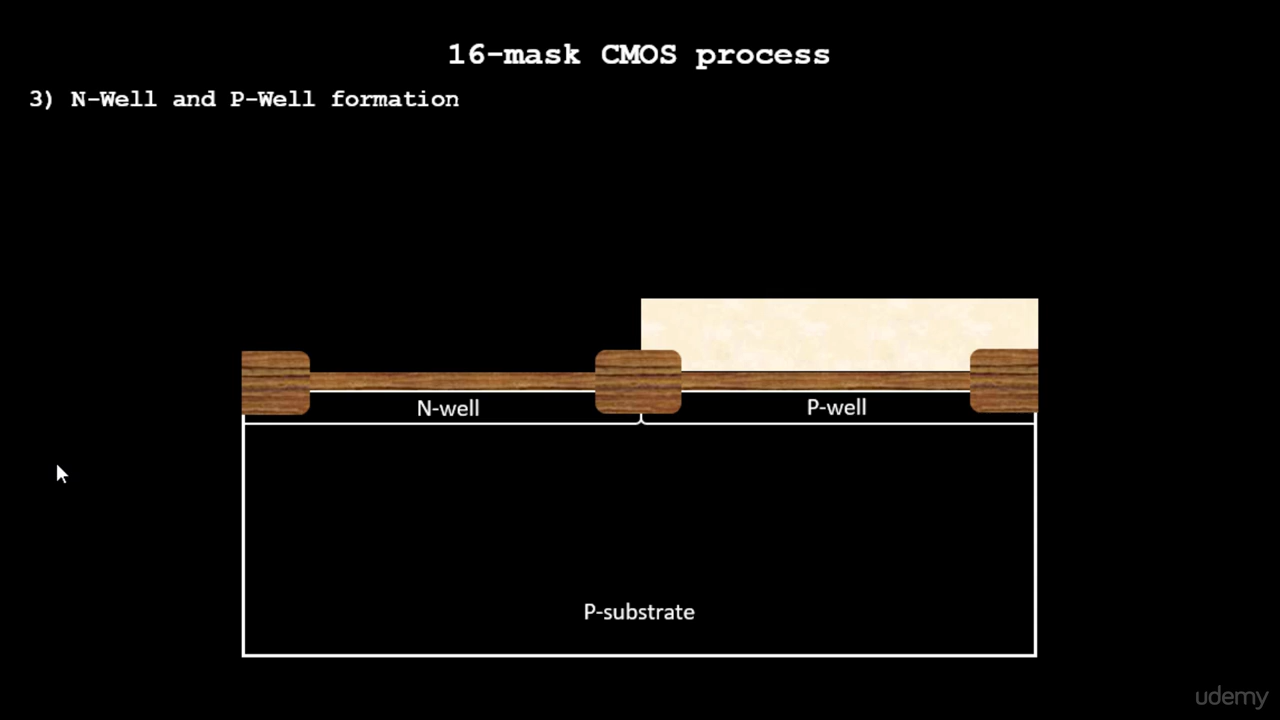 16-mask CMOS process
3) N-Well and P-Well formation
N-well
P-well
P-substrate
udemy